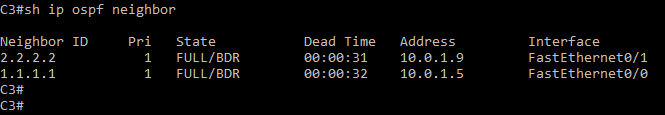 C3#sh ip ospf neighbor
Neighbor ID     Pri   State           Dead Time   Address         Interface
2.2.2.2           1   FULL/BDR        00:00:31    10.0.1.9        FastEthernet0/1
1.1.1.1           1   FULL/BDR        00:00:32    10.0.1.5        FastEthernet0/0
C3#
C3#